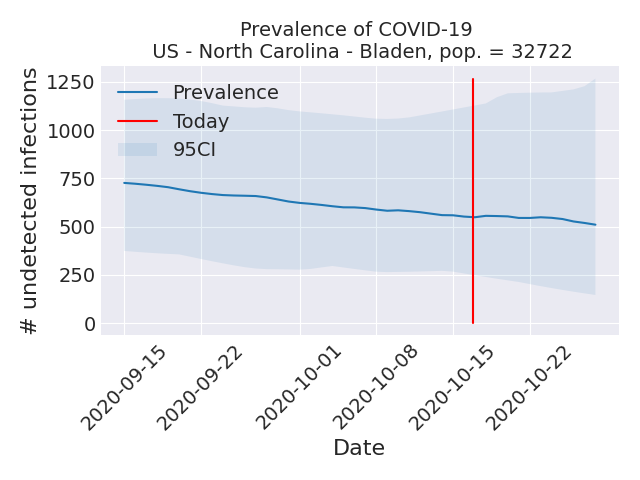 Prevalence of COVID-19
US - North Carolina - Bladen, pop. = 32722
# undetected infections
1250
1000
750
500
250
0
Prevalence
Today
95CI
2020-09-15
2020-09-22
2020-10-01
2020-10-08
2020-10-15
2020-10-22
Date